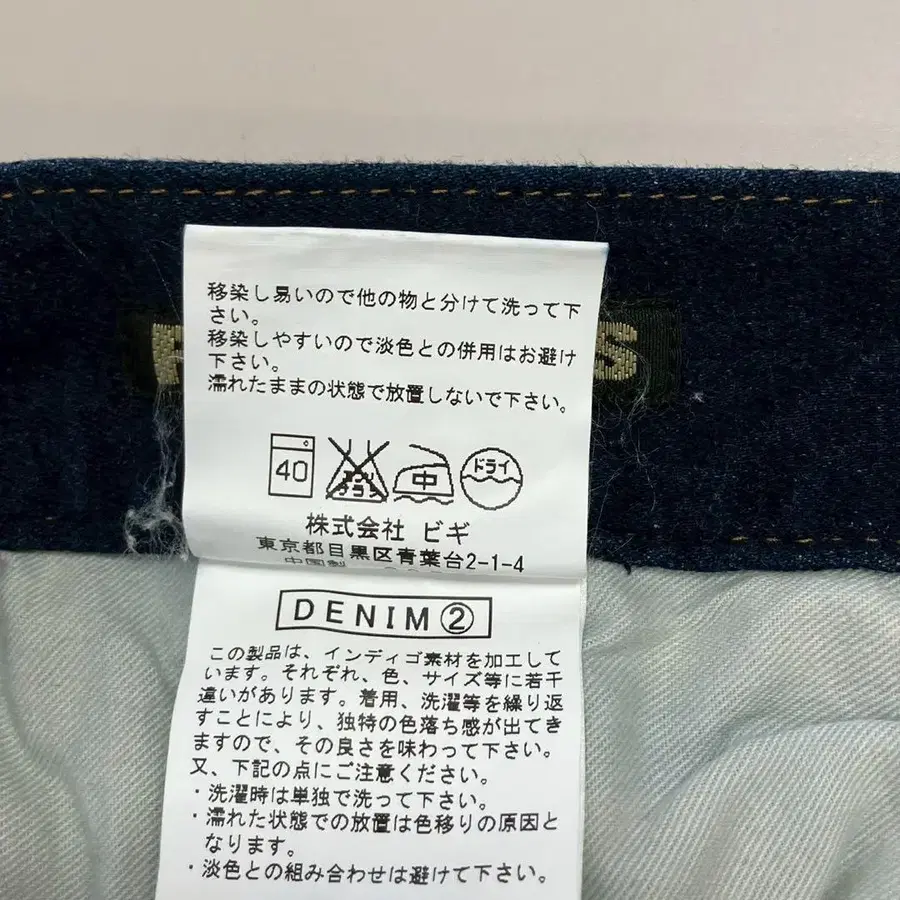 移染し易いので他の物と分けて洗って下
さい。
移染しやすいので淡色との併用はお避け
下さい。
濡れたままの状態で放置しないで下さい。
40
エンソ
サラシ
中
ドライ
株式会社 ビギ
東京都目黒区青葉台2-1-4
中国製
DENIM②
この製品は、インディゴ素材を加工して
います。それぞれ、色、サイズ等に若干
違いがあります。着用、洗濯等を繰り返
すことにより、独特の色落ち感が出てき
ますので、その良さを味わって下さい。
又、下記の点にご注意ください。
・洗濯時は単独で洗って下さい。
・濡れた状態での放置は色移りの原因と
なります。
・淡色との組み合わせは避けて下さい。